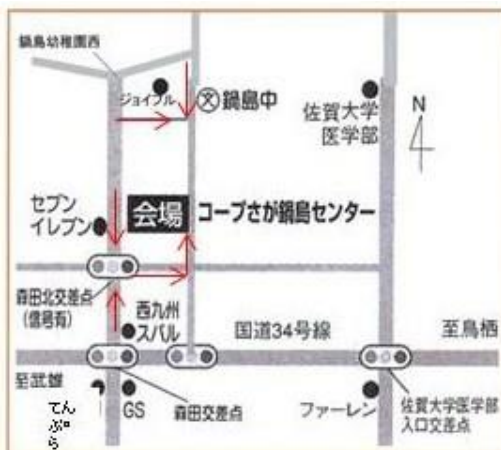 鍋島幼稚園西
ジョイフル
文 鍋島中
佐賀大学
医学部
N
セブン
イレブン
会場
コープさが鍋島センター
森田北交差点
(信号有)
西九州
スバル
国道34号線
至鳥栖
至武雄
てんぷら
GS
森田交差点
ファーレン
佐賀大学医学部
入口交差点